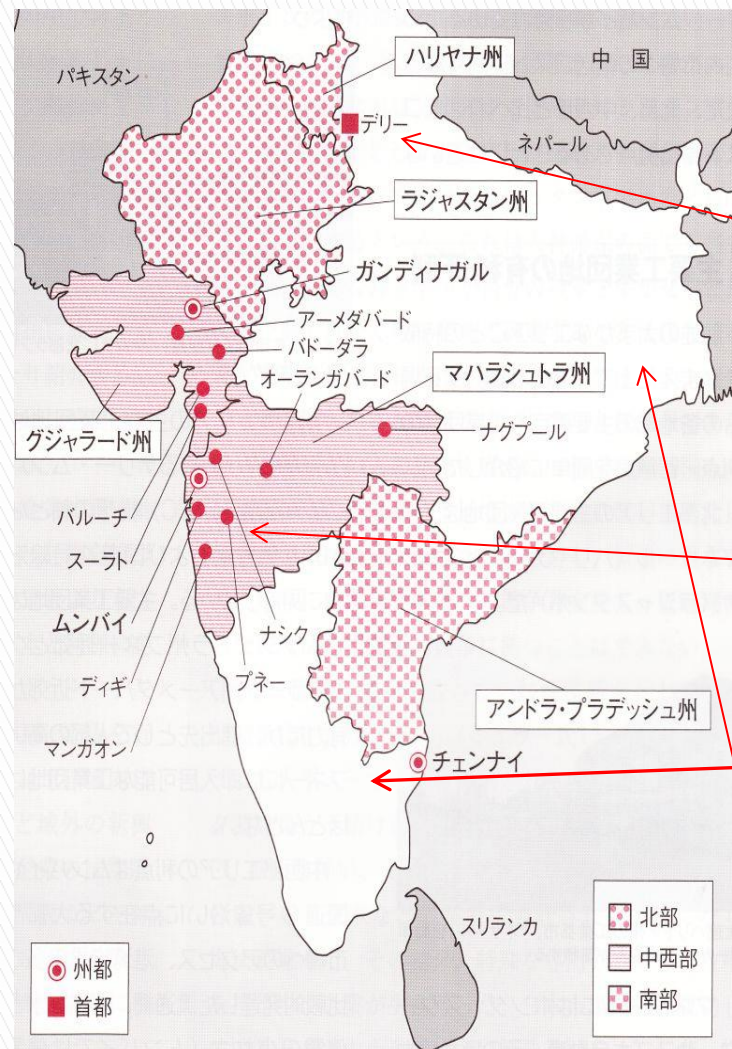 パキスタン
ハリヤナ州
中 国
デリー
ネパール
ラジャスタン州
ガンディナガル
アーメダバード
バドーダラ
オーランガバード
マハラシュトラ州
グジャラード州
ナグプール
バルーチ
スーラト
ムンバイ
ナシク
ディギ
プネー
アンドラ・プラデッシュ州
マンガオン
チェンナイ
スリランカ
州都
首都
北部
中西部
南部